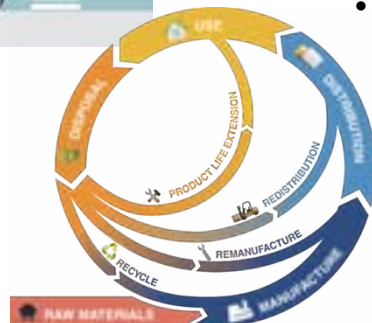 USE
DISTRIBUTION
DISPOSAL
PRODUCT LIFE EXTENSION
REDISTRIBUTION
REMANUFACTURE
RECYCLE
MANUFACTURE
RAW MATERIALS